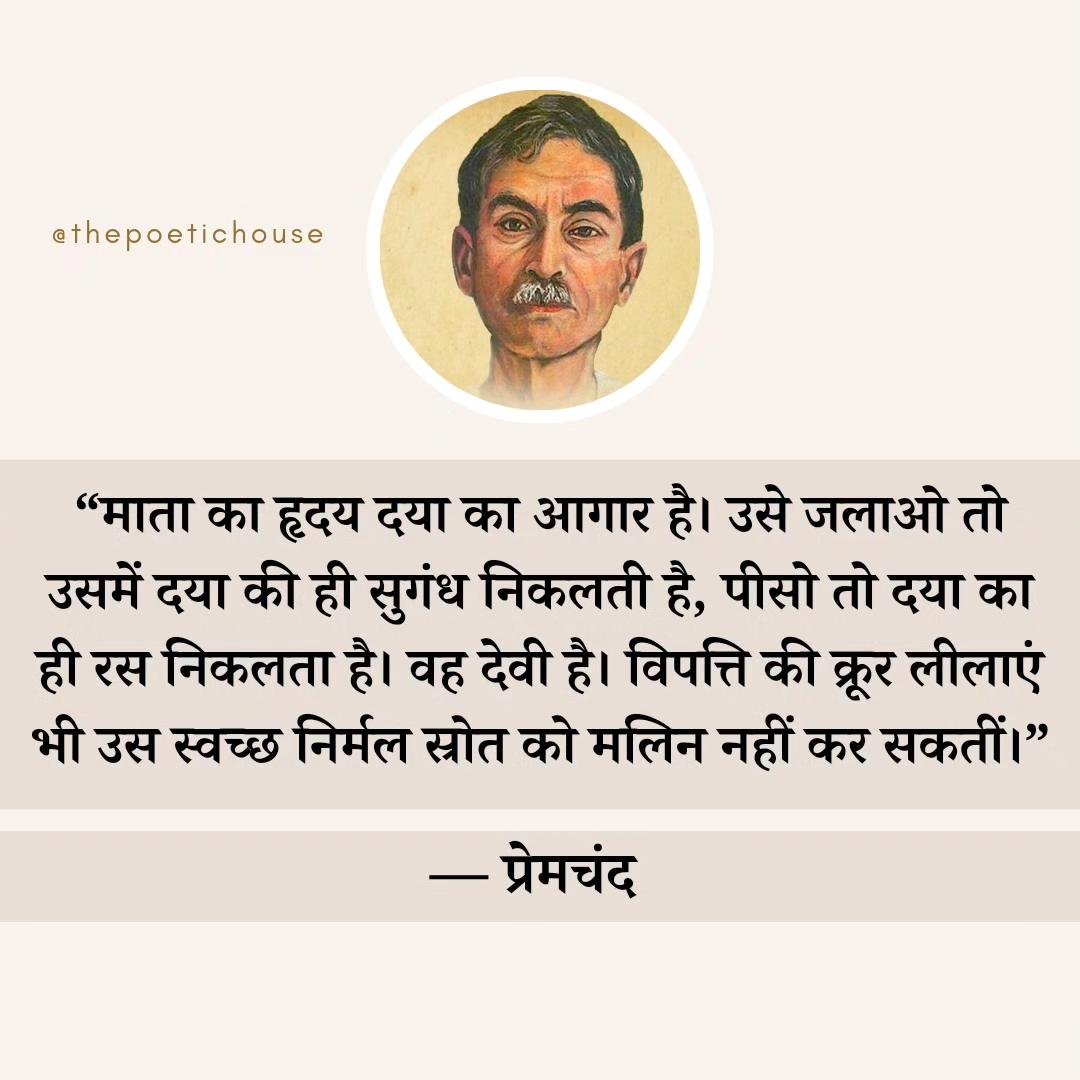 @thepoetichouse
“माता का हृदय दया का आगार है। उसे जलाओ तो
उसमें दया की ही सुगंध निकलती है, पीसो तो दया का
ही रस निकलता है। वह देवी है। विपत्ति की क्रूर लीलाएं
भी उस स्वच्छ निर्मल स्रोत को मलिन नहीं कर सकतीं।”
— प्रेमचंद